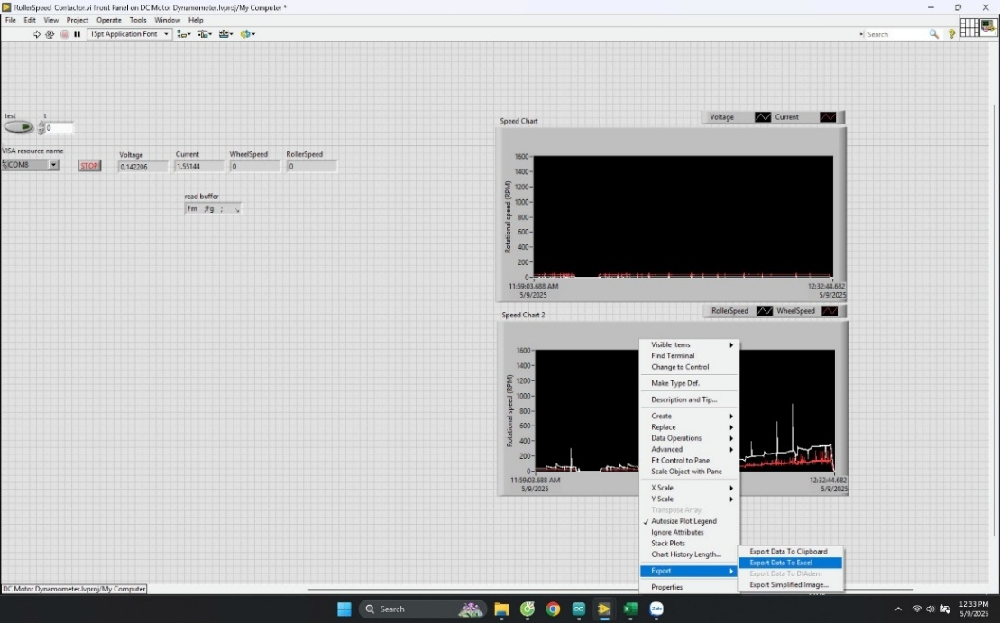 RollerSpeed Contactor.vi Front Panel on DC Motor Dynamometer.lvproj/My Computer *
File Edit View Project Operate Tools Window Help
15pt Application Font
Search
test
t
0
VISA resource name
COM8
STOP
Voltage
0.142206
Current
1.55144
WheelSpeed
0
RollerSpeed
0
read buffer
Fm ;Fg ;
Speed Chart
Voltage
Current
Rotational speed (RPM)
1600
1400
1200
1000
800
600
400
200
0
11:59:03.688 AM
5/9/2025
12:32:44.682
5/9/2025
Speed Chart 2
RollerSpeed
WheelSpeed
Rotational speed (RPM)
1600
1400
1200
1000
800
600
400
200
0
11:59:03.688 AM
5/9/2025
12:32:44.682
5/9/2025
Visible Items
Find Terminal
Change to Control
Make Type Def.
Description and Tip...
Create
Replace
Data Operations
Advanced
Fit Control to Pane
Scale Object with Pane
X Scale
Y Scale
Transpose Array
Autosize Plot Legend
Ignore Attributes
Stack Plots
Chart History Length...
Export
Properties
Export Data To Clipboard
Export Data To Excel
Export Data To DIAdem
Export Simplified Image...
DC Motor Dynamometer.lvproj/My Computer
Search
Zalo
12:33 PM
5/9/2025